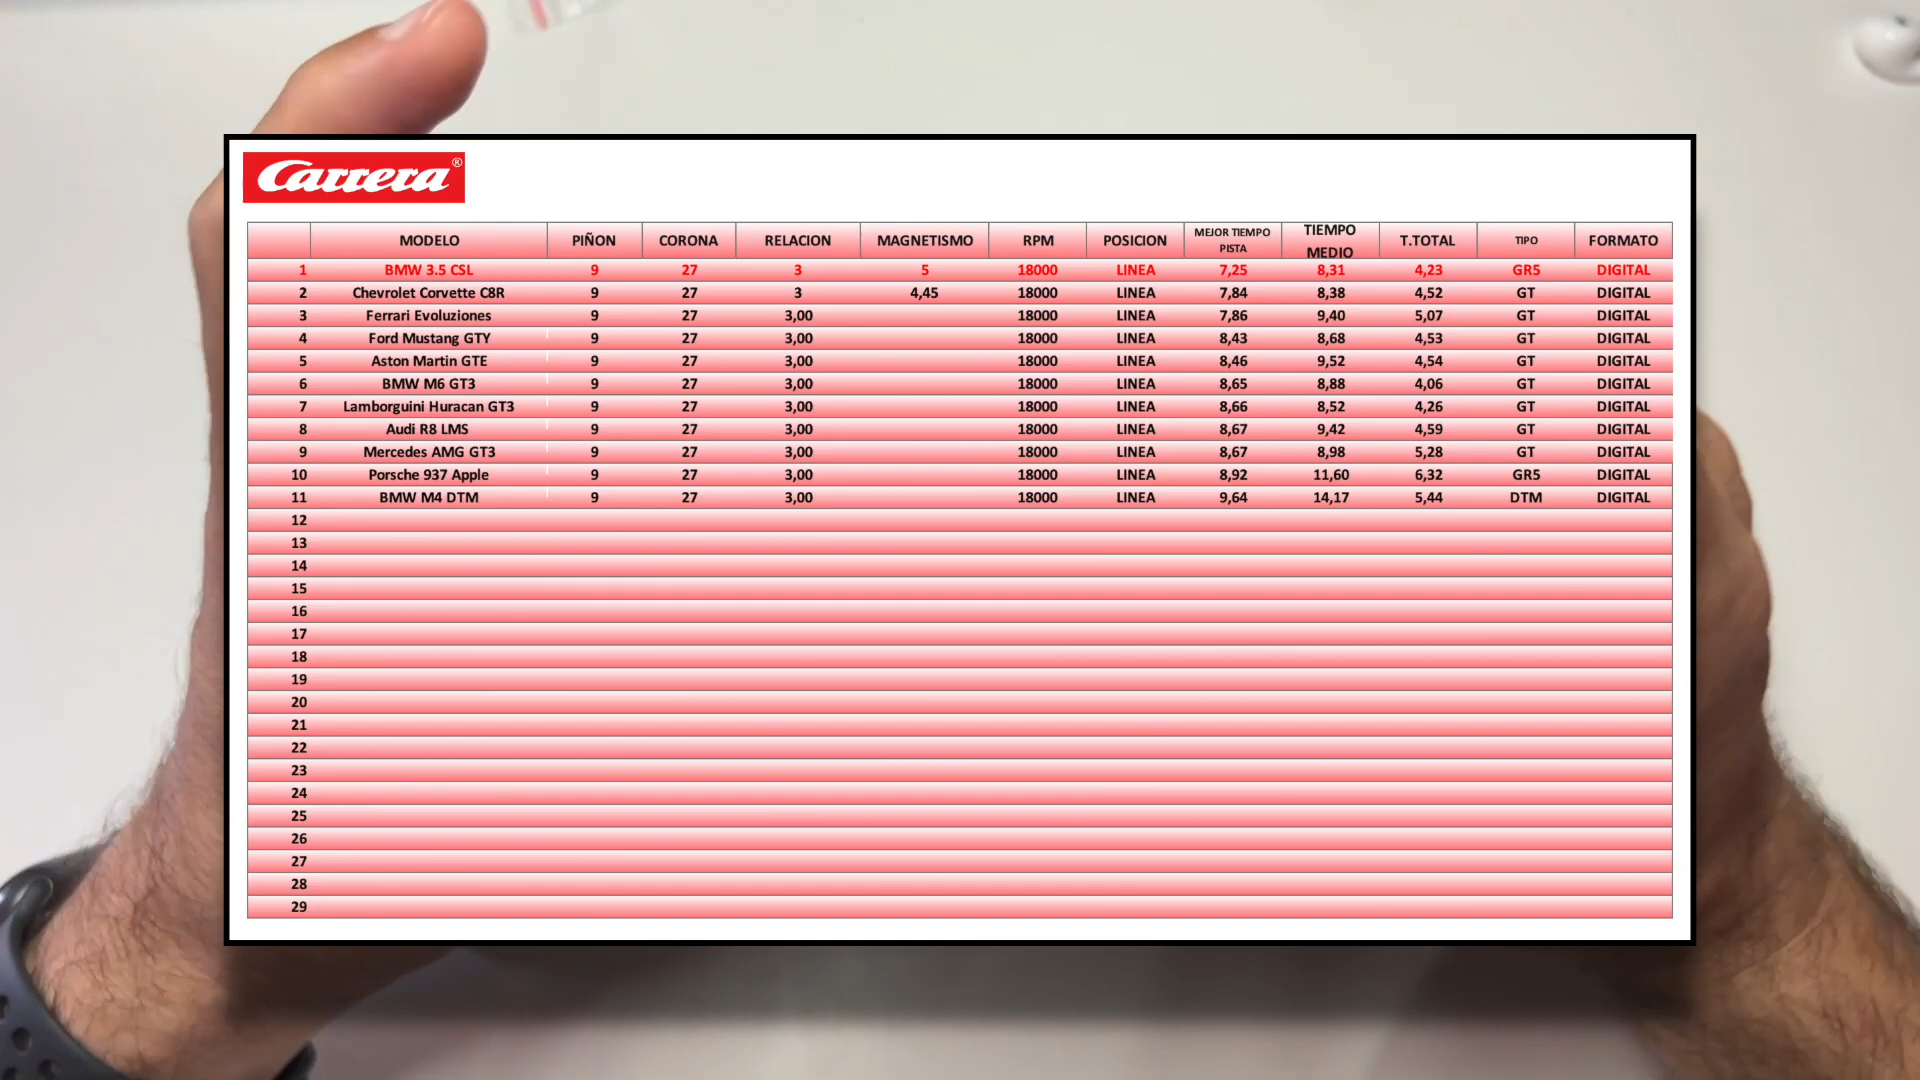 Carrera®
MODELO PIÑON CORONA RELACION MAGNETISMO RPM POSICION MEJOR TIEMPO PISTA TIEMPO MEDIO T.TOTAL TIPO FORMATO
1 BMW 3.5 CSL 9 27 3 5 18000 LINEA 7,25 8,31 4,23 GR5 DIGITAL
2 Chevrolet Corvette C8R 9 27 3 4,45 18000 LINEA 7,84 8,38 4,52 GT DIGITAL
3 Ferrari Evoluziones 9 27 3,00 18000 LINEA 7,86 9,40 5,07 GT DIGITAL
4 Ford Mustang GTY 9 27 3,00 18000 LINEA 8,43 8,68 4,53 GT DIGITAL
5 Aston Martin GTE 9 27 3,00 18000 LINEA 8,46 9,52 4,54 GT DIGITAL
6 BMW M6 GT3 9 27 3,00 18000 LINEA 8,65 8,88 4,06 GT DIGITAL
7 Lamborguini Huracan GT3 9 27 3,00 18000 LINEA 8,66 8,52 4,26 GT DIGITAL
8 Audi R8 LMS 9 27 3,00 18000 LINEA 8,67 9,42 4,59 GT DIGITAL
9 Mercedes AMG GT3 9 27 3,00 18000 LINEA 8,67 8,98 5,28 GT DIGITAL
10 Porsche 937 Apple 9 27 3,00 18000 LINEA 8,92 11,60 6,32 GR5 DIGITAL
11 BMW M4 DTM 9 27 3,00 18000 LINEA 9,64 14,17 5,44 DTM DIGITAL
12
13
14
15
16
17
18
19
20
21
22
23
24
25
26
27
28
29